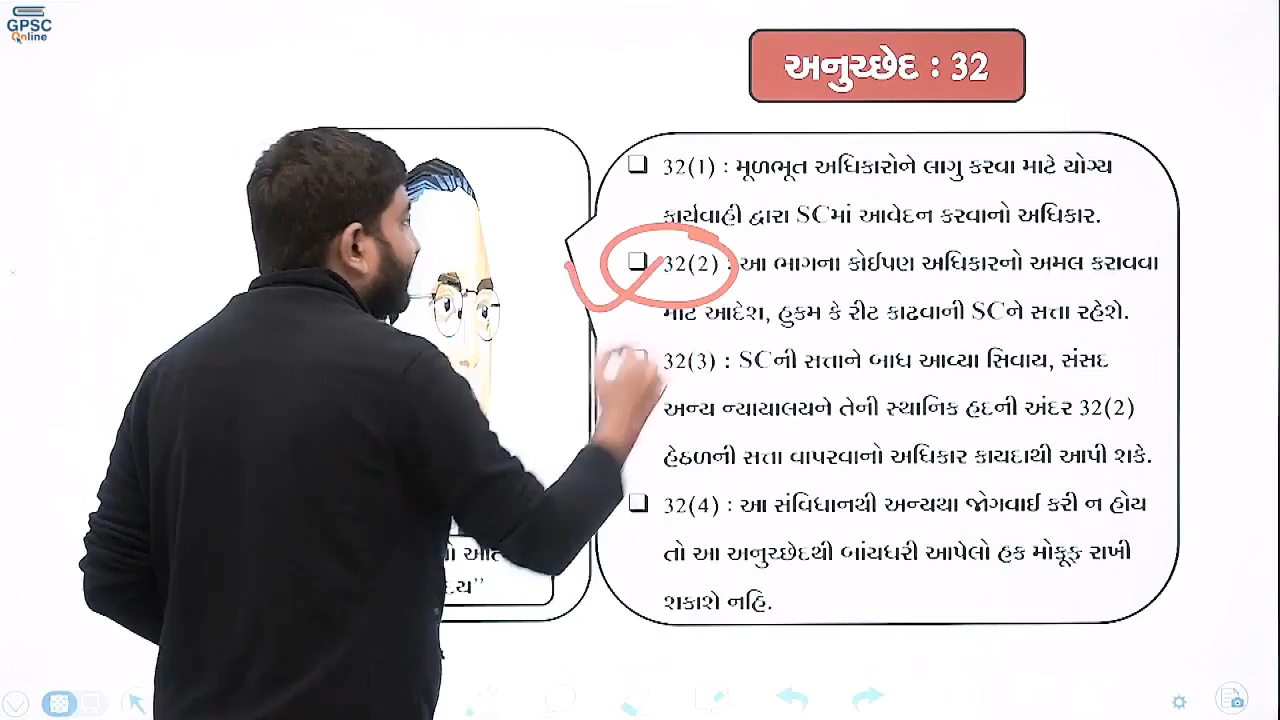 GPSC
Online
અનુચ્છેદ : 32
32(1) : મૂળભૂત અધિકારોને લાગુ કરવા માટે યોગ્ય
કાર્યવાહી દ્વારા SCમાં આવેદન કરવાનો અધિકાર.
32(2) : આ ભાગના કોઈપણ અધિકારનો અમલ કરાવવા
માટે આદેશ, હુકમ કે રીટ કાઢવાની SCને સત્તા રહેશે.
32(3) : SCની સત્તાને બાધ આવ્યા સિવાય, સંસદ
અન્ય ન્યાયાલયને તેની સ્થાનિક હદની અંદર 32(2)
હેઠળની સત્તા વાપરવાનો અધિકાર કાયદાથી આપી શકે.
32(4) : આ સંવિધાનથી અન્યથા જોગવાઈ કરી ન હોય
તો આ અનુચ્છેદથી બાંયધરી આપેલો હક મોકૂફ રાખી
શકાશે નહિ.